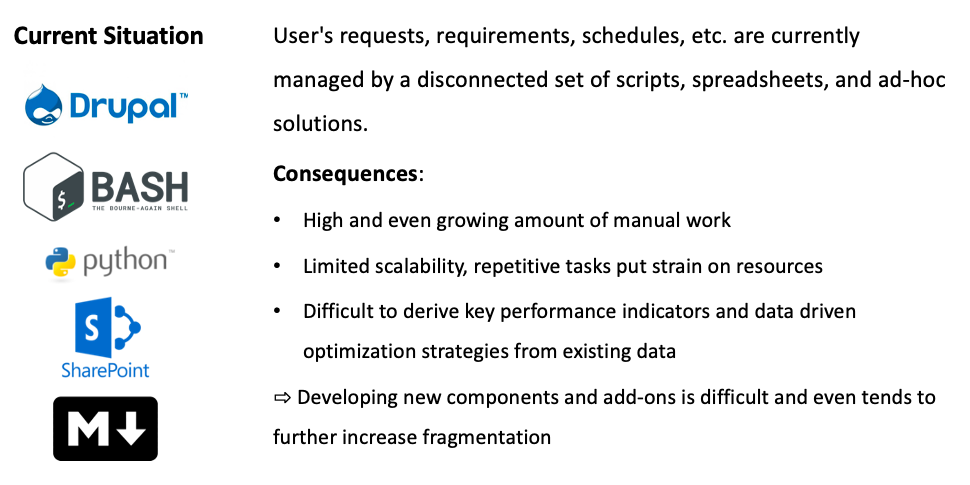 Current Situation
Drupal™
$_
BASH
THE BOURNE-AGAIN SHELL
python™
S
SharePoint
M
User's requests, requirements, schedules, etc. are currently
managed by a disconnected set of scripts, spreadsheets, and ad-hoc
solutions.
Consequences:
• High and even growing amount of manual work
• Limited scalability, repetitive tasks put strain on resources
• Difficult to derive key performance indicators and data driven
optimization strategies from existing data
⇨ Developing new components and add-ons is difficult and even tends to
further increase fragmentation